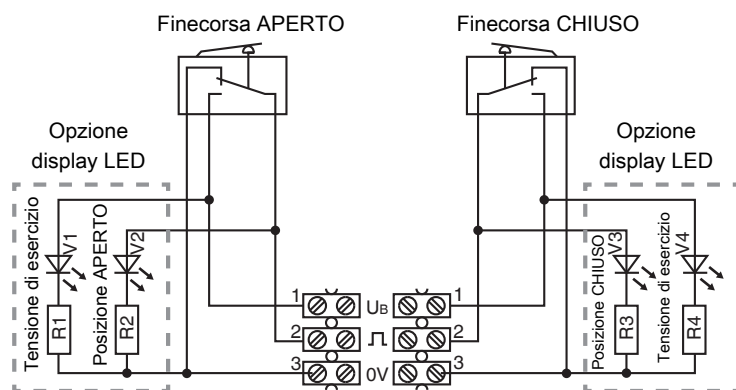 Finecorsa APERTO
Finecorsa CHIUSO
Opzione
display LED
Opzione
display LED
Tensione di esercizio
V1
R1
Posizione APERTO
V2
R2
Posizione CHIUSO
V3
R3
Tensione di esercizio
V4
R4
1 UB 1
2 2
3 0V 3